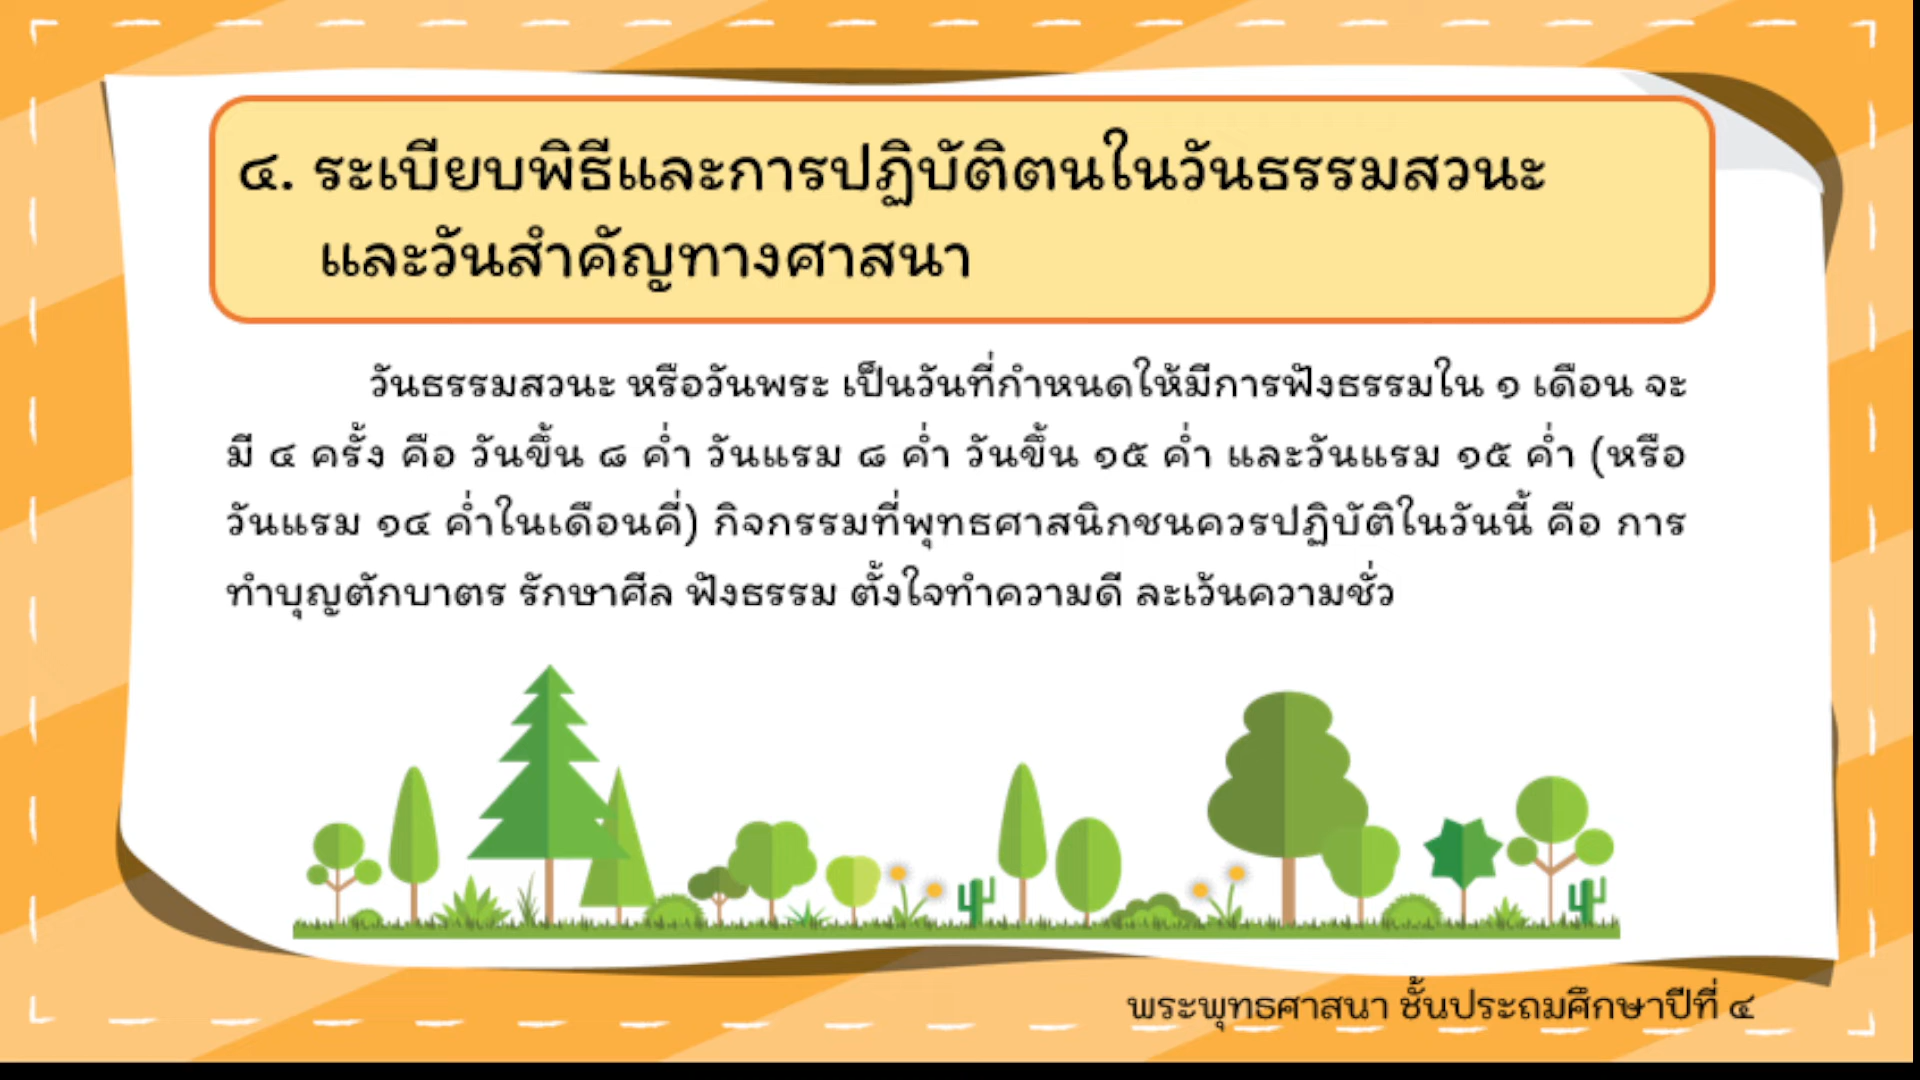 ๔. ระเบียบพิธีและการปฏิบัติตนในวันธรรมสวนะ
และวันสำคัญทางศาสนา
วันธรรมสวนะ หรือวันพระ เป็นวันที่กำหนดให้มีการฟังธรรมใน ๑ เดือน จะ
มี ๔ ครั้ง คือ วันขึ้น ๘ ค่ำ วันแรม ๘ ค่ำ วันขึ้น ๑๕ ค่ำ และวันแรม ๑๕ ค่ำ (หรือ
วันแรม ๑๔ ค่ำในเดือนคี่) กิจกรรมที่พุทธศาสนิกชนควรปฏิบัติในวันนี้ คือ การ
ทำบุญตักบาตร รักษาศีล ฟังธรรม ตั้งใจทำความดี ละเว้นความชั่ว
พระพุทธศาสนา ชั้นประถมศึกษาปีที่ ๔